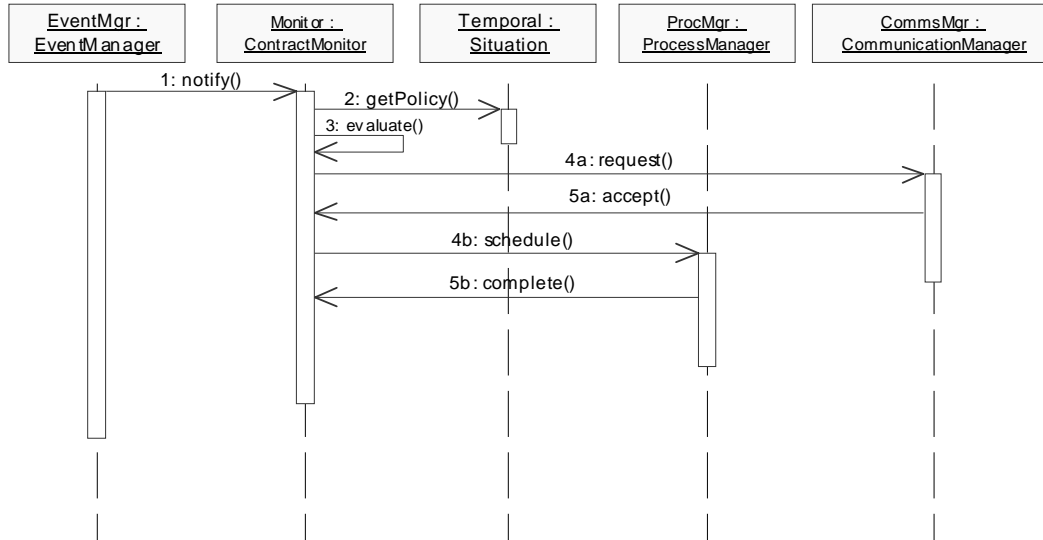 EventMgr :
EventManager
Monitor :
ContractMonitor
Temporal :
Situation
ProcMgr :
ProcessManager
CommsMgr :
CommunicationManager
1: notify()
2: getPolicy()
3: evaluate()
4a: request()
5a: accept()
4b: schedule()
5b: complete()